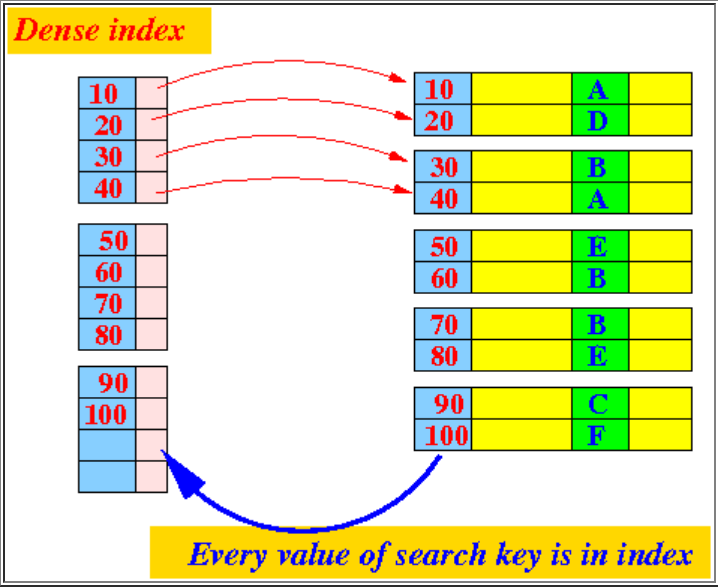 Dense index
10 10 A
20 20 D
30 30 B
40 40 A
50 50 E
60 60 B
70 70 B
80 80 E
90 90 C
100 100 F
Every value of search key is in index